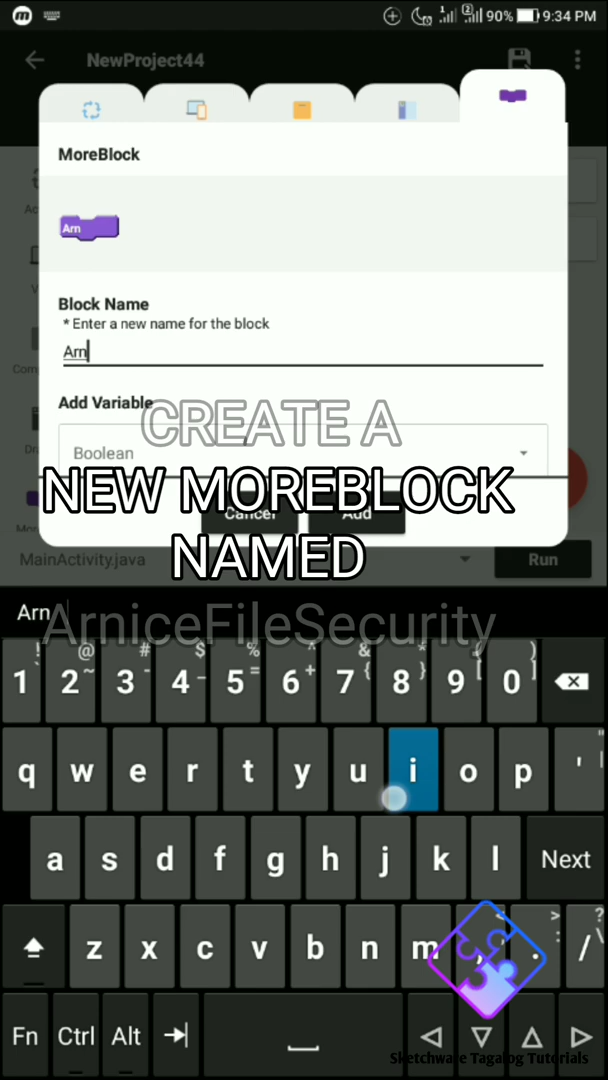 1 2 90% 9:34 PM
NewProject44
MoreBlock
Arn
Block Name
* Enter a new name for the block
Arn
Add Variable
CREATE A
Boolean
NEW MOREBLOCK
Cancel Add
NAMED
MainActivity.java Run
Arn
ArniceFileSecurity
! @ # $ % ^ & * ( )
1 2 3 4 5 6 7 8 9 0
` ~ - _ = + { } [ ]
q w e r t y u i o p ' "
a s d f g h j k l Next
z x c v b n m , < . > : / ? \
Fn Ctrl Alt
Sketchware Tagalog Tutorials